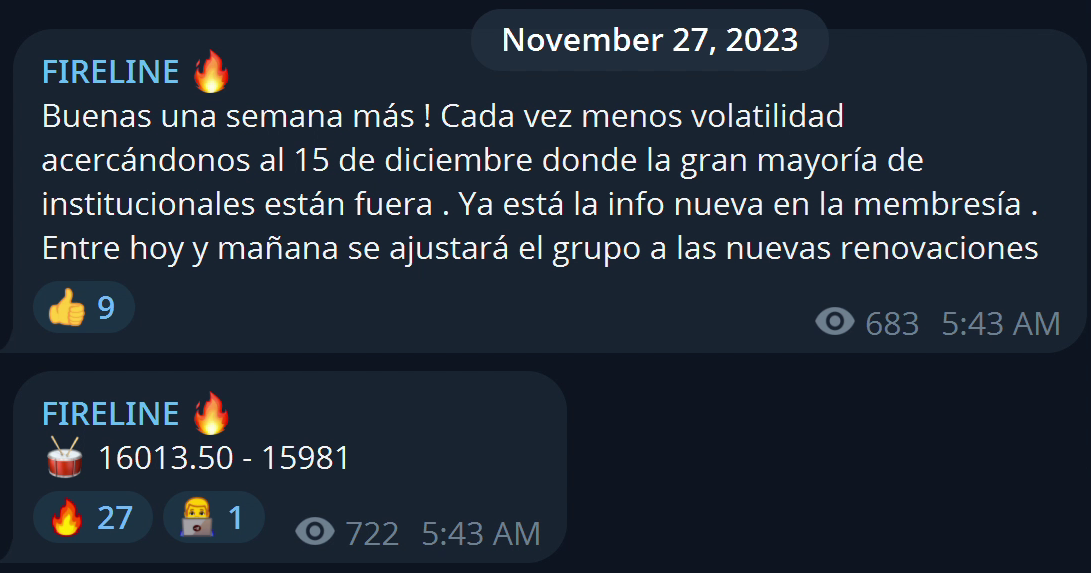 November 27, 2023
FIRELINE 🔥
Buenas una semana más ! Cada vez menos volatilidad
acercándonos al 15 de diciembre donde la gran mayoría de
institucionales están fuera . Ya está la info nueva en la membresía .
Entre hoy y mañana se ajustará el grupo a las nuevas renovaciones
👍 9
683 5:43 AM
FIRELINE 🔥
🥁 16013.50 - 15981
🔥 27 👨‍💻 1 722 5:43 AM